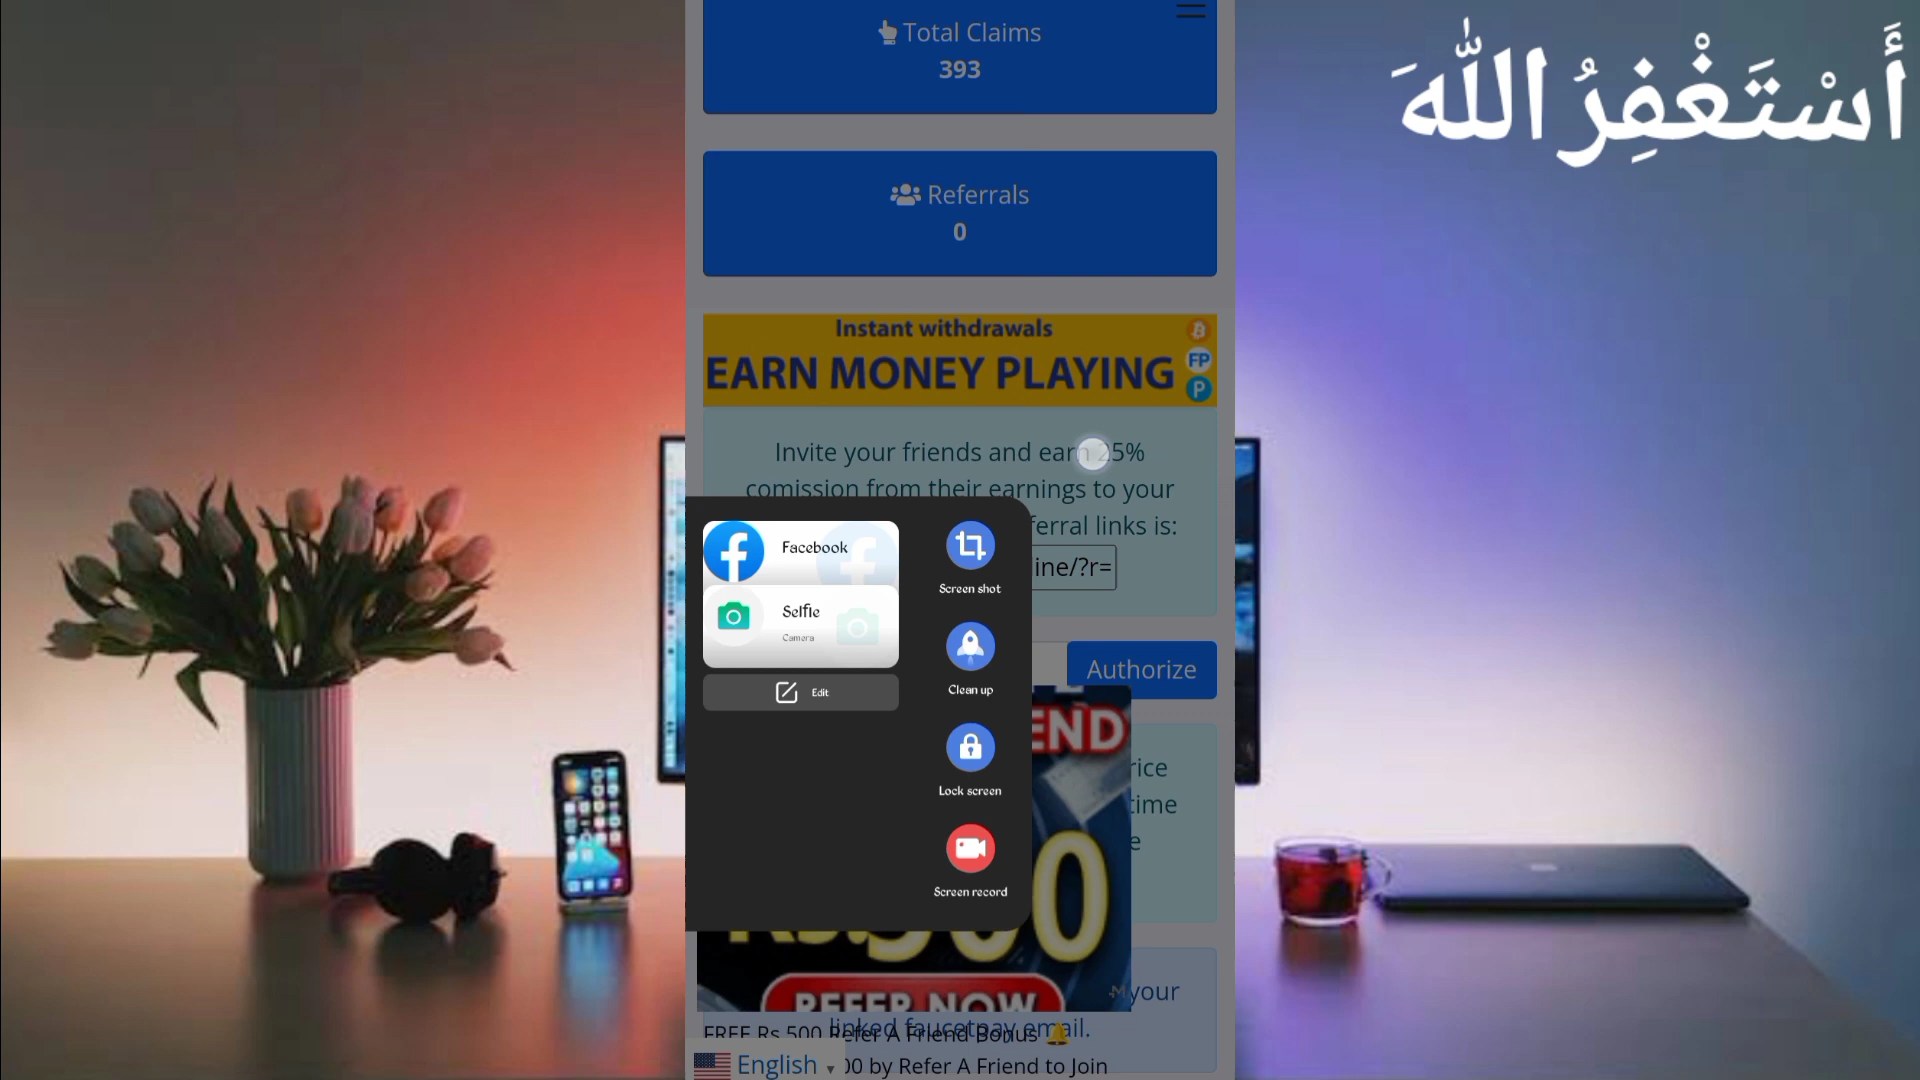 Total Claims
393
أَسْتَغْفِرُ اللّٰهَ
Referrals
0
Instant withdrawals
EARN MONEY PLAYING
FP
P
Invite your friends and earn 25%
comission from their earnings to your
ferral links is:
ine/?r=
Facebook
Selfie
Camera
Edit
Screen shot
Clean up
Lock screen
Screen record
Authorize
END
rice
time
e
Rs.500
REFER NOW
your
linked faucetpay email.
FREE Rs 500 Refer A Friend Bonus
00 by Refer A Friend to Join
English